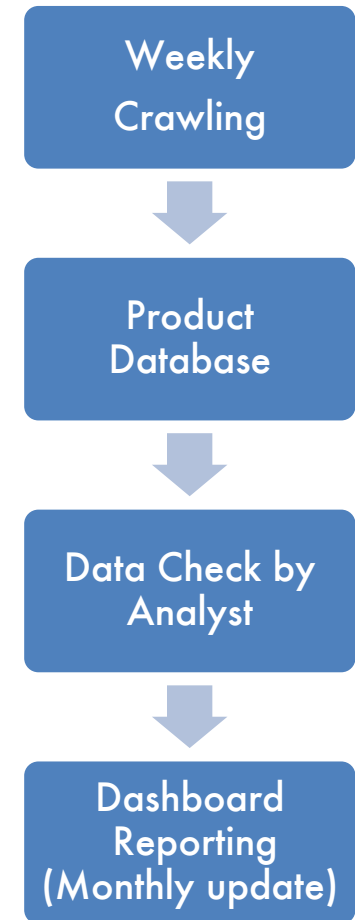 Weekly
Crawling
Product
Database
Data Check by
Analyst
Dashboard
Reporting
(Monthly update)